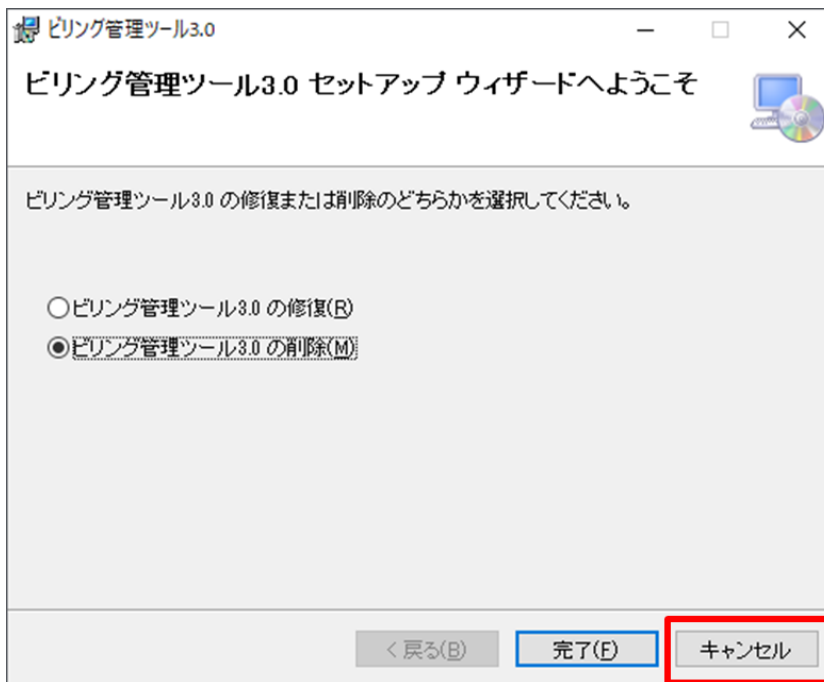 ビリング管理ツール3.0
ビリング管理ツール3.0 セットアップ ウィザードへようこそ
ビリング管理ツール3.0 の修復または削除のどちらかを選択してください。
ビリング管理ツール3.0 の修復(R)
ビリング管理ツール3.0 の削除(M)
< 戻る(B) 完了(F) キャンセル